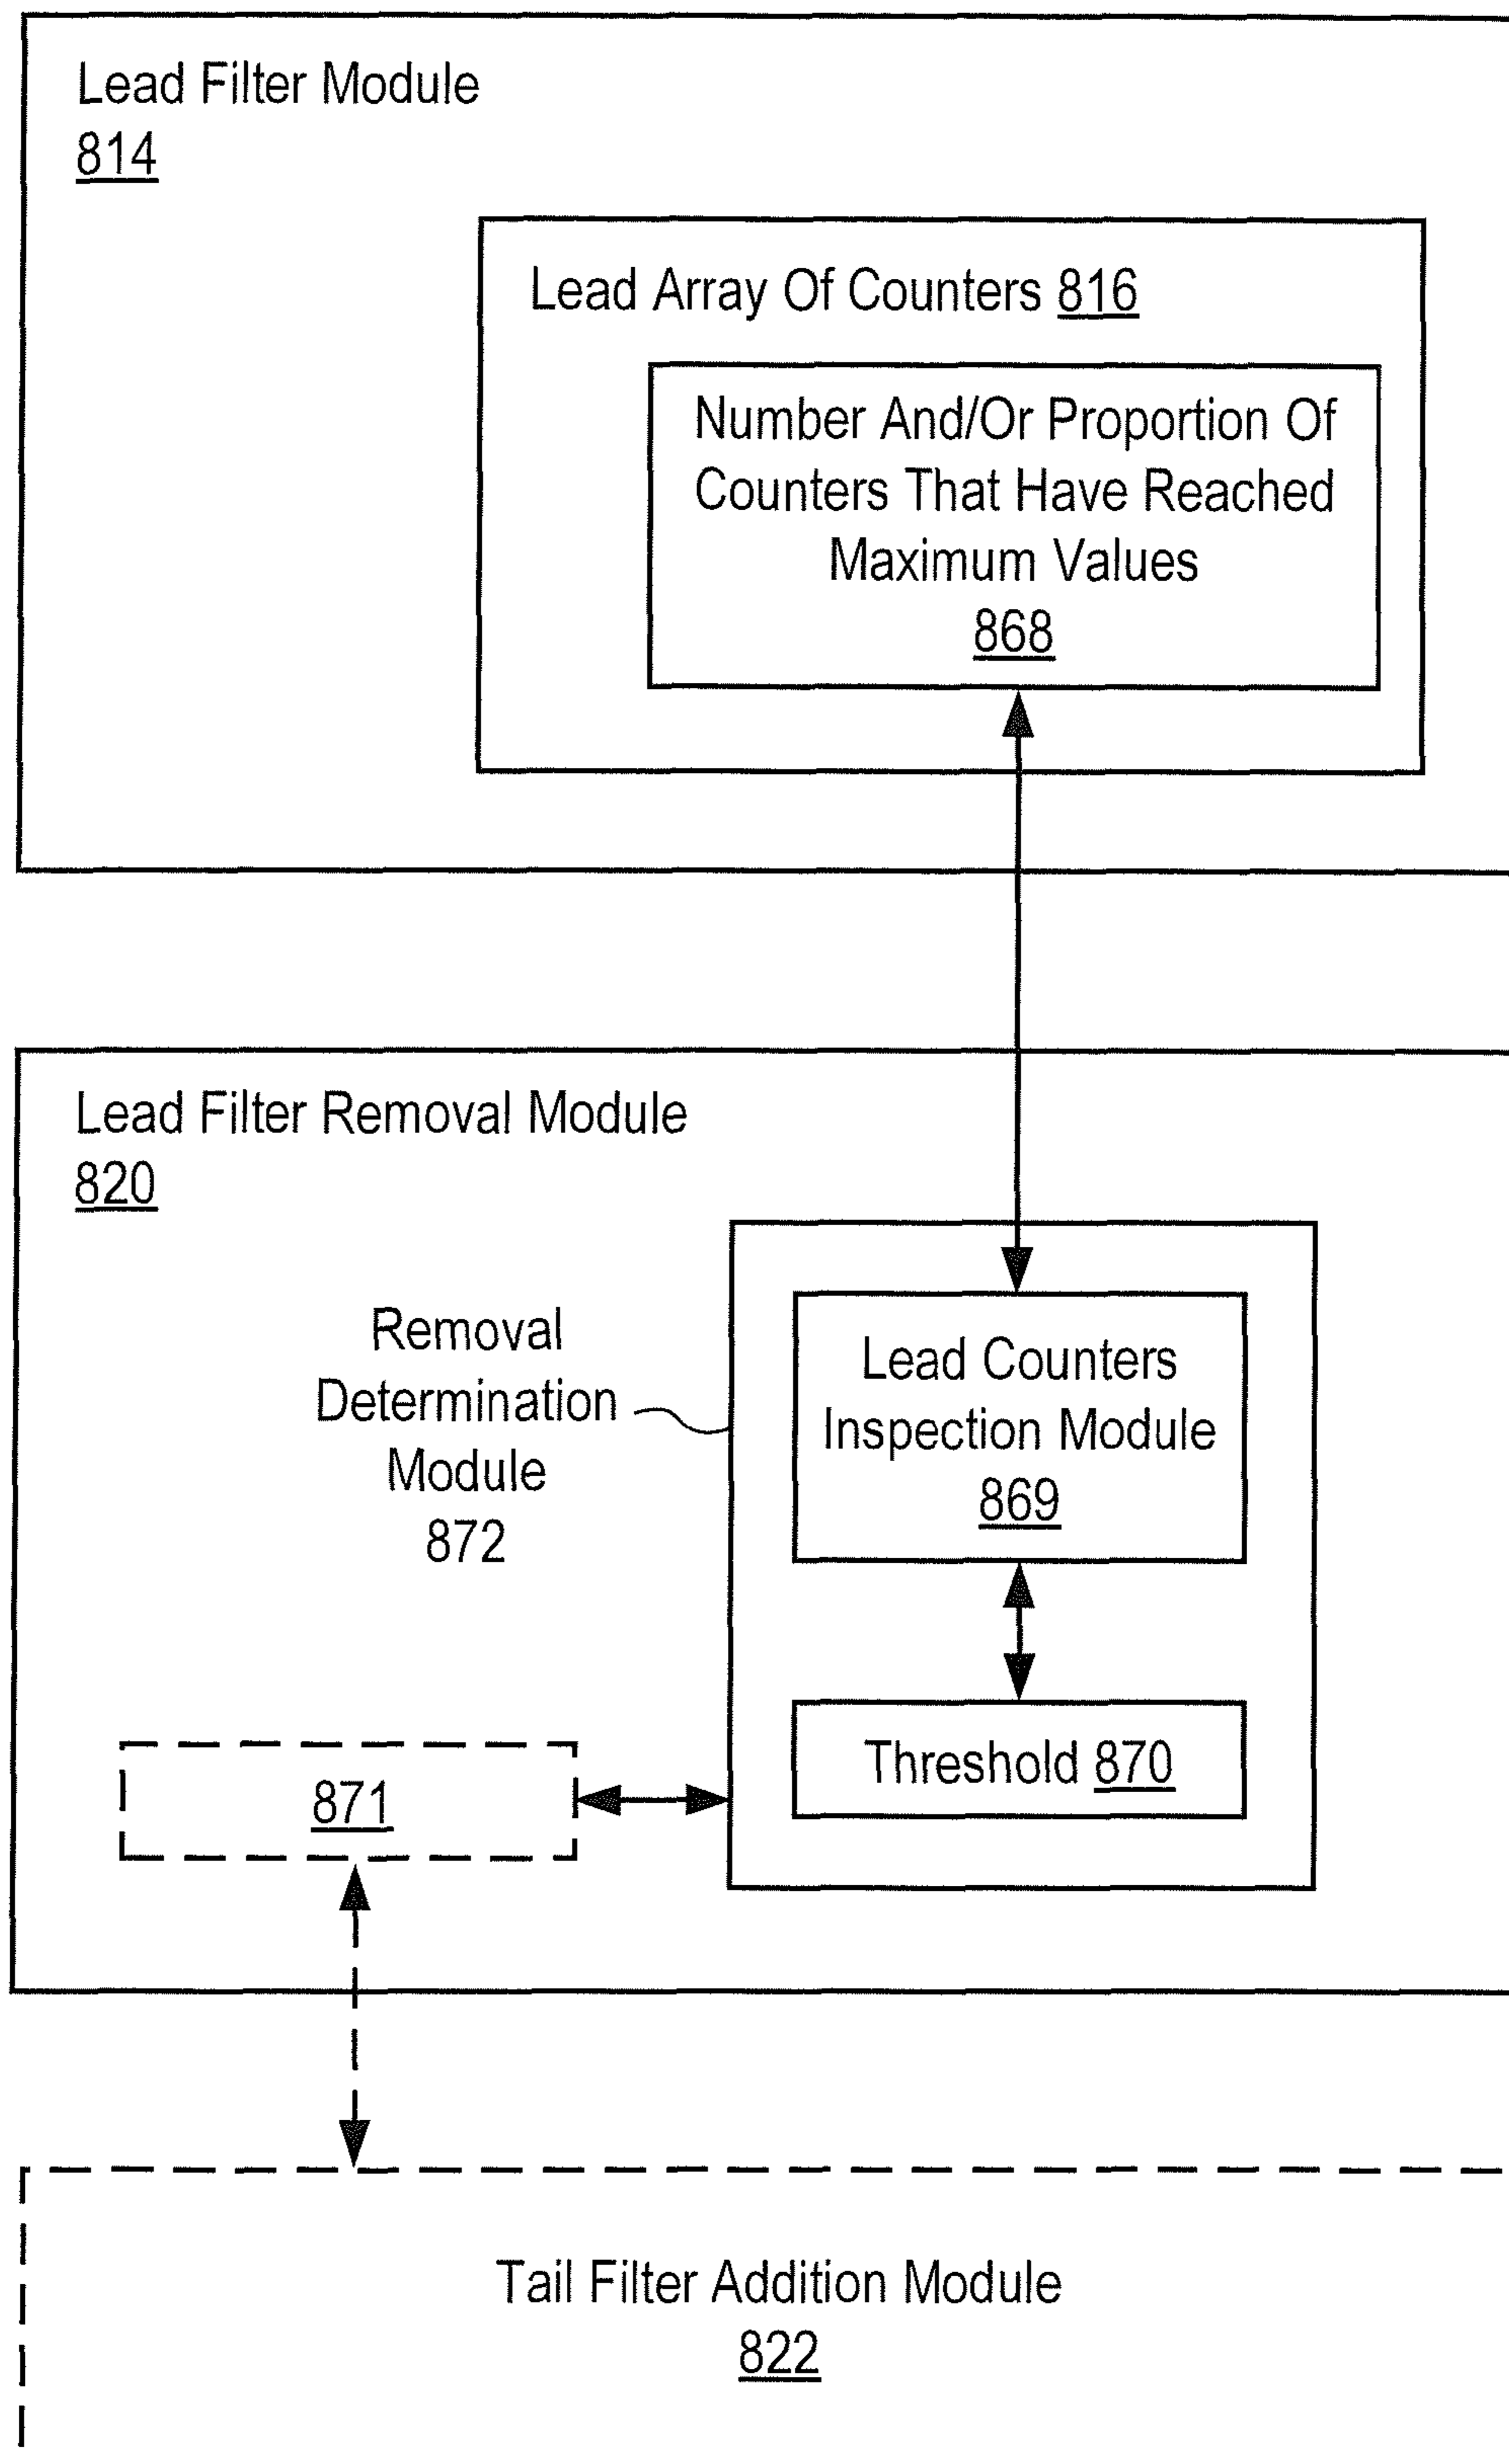 Lead Filter Module
814
Lead Array Of Counters 816
Number And/Or Proportion Of
Counters That Have Reached
Maximum Values
868
Lead Filter Removal Module
820
Removal
Determination
Module
872
Lead Counters
Inspection Module
869
Threshold 870
871
Tail Filter Addition Module
822